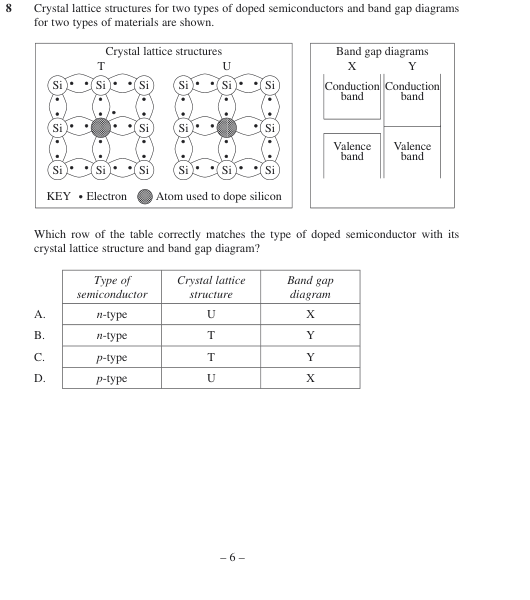 8 Crystal lattice structures for two types of doped semiconductors and band gap diagrams
for two types of materials are shown.
Crystal lattice structures
T U
Si Si Si Si Si Si
Si Si Si Si
Si Si Si Si Si Si
KEY • Electron Atom used to dope silicon
Band gap diagrams
X Y
Conduction band Conduction band
Valence band Valence band
Which row of the table correctly matches the type of doped semiconductor with its
crystal lattice structure and band gap diagram?
Type of semiconductor Crystal lattice structure Band gap diagram
A. n-type U X
B. n-type T Y
C. p-type T Y
D. p-type U X
– 6 –